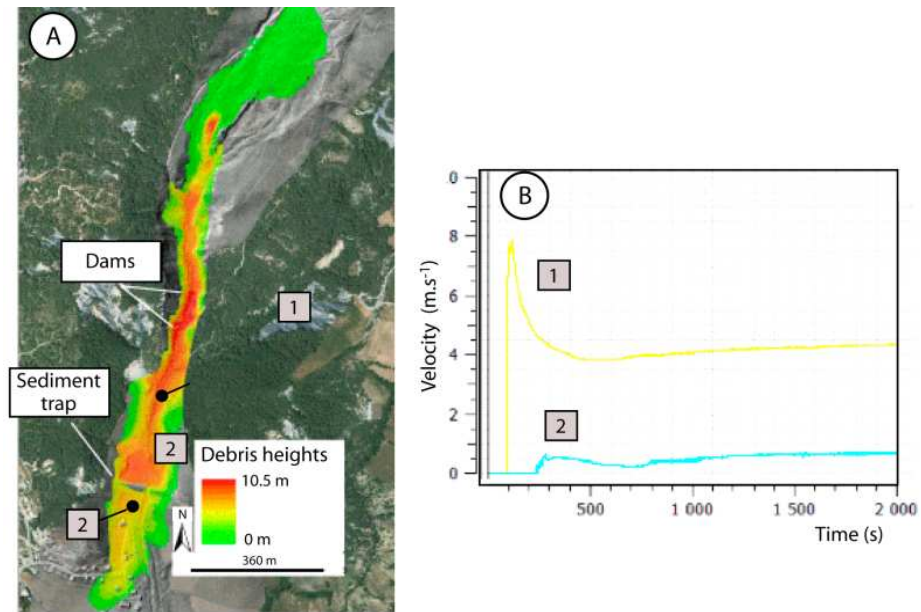 A
Dams
1
Sediment
trap
2
Debris heights
10.5 m
0 m
N
360 m
2
B
Velocity (m.s-1)
0
8
6
4
2
0
1
2
500
1 000
1 500
2 000
Time (s)